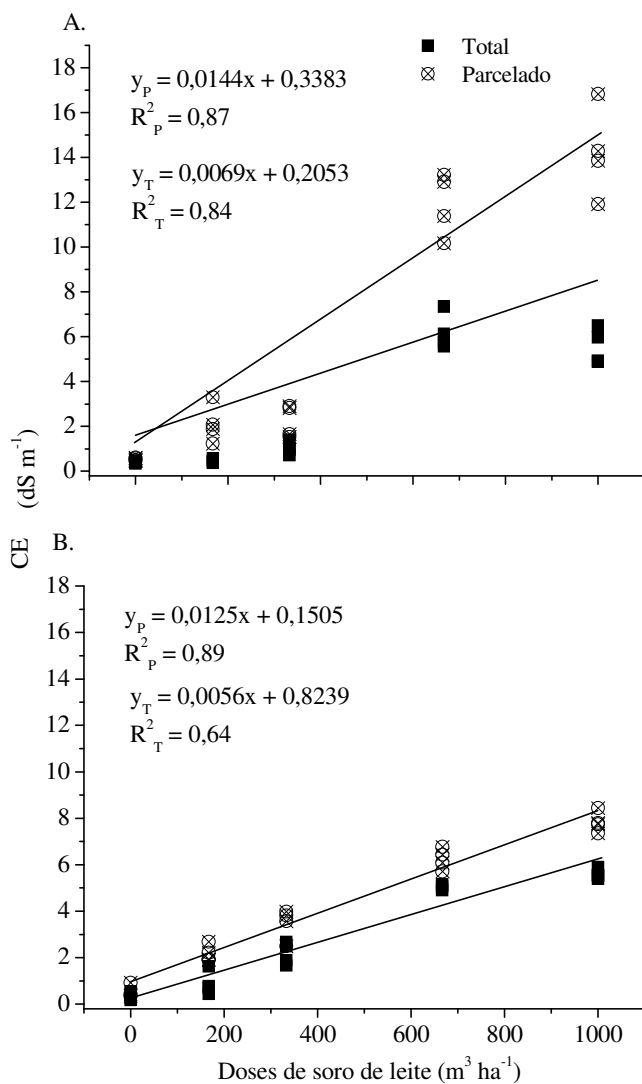 A.
Total
Parcelado
y_P = 0,0144x + 0,3383
R²_P = 0,87
y_T = 0,0069x + 0,2053
R²_T = 0,84
18
16
14
12
10
8
6
4
2
0
CE (dS m⁻¹)
B.
y_P = 0,0125x + 0,1505
R²_P = 0,89
y_T = 0,0056x + 0,8239
R²_T = 0,64
18
16
14
12
10
8
6
4
2
0
0 200 400 600 800 1000
Doses de soro de leite (m³ ha⁻¹)